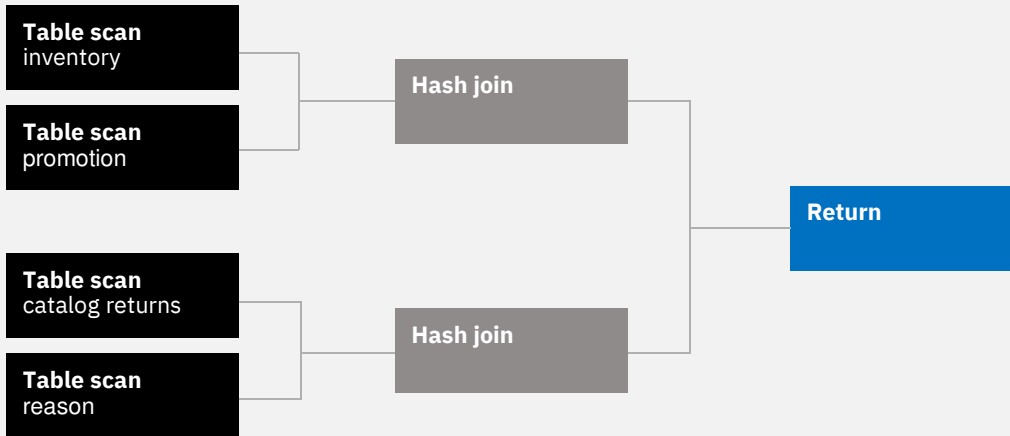 Table scan
inventory
Table scan
promotion
Hash join
Return
Table scan
catalog returns
Hash join
Table scan
reason